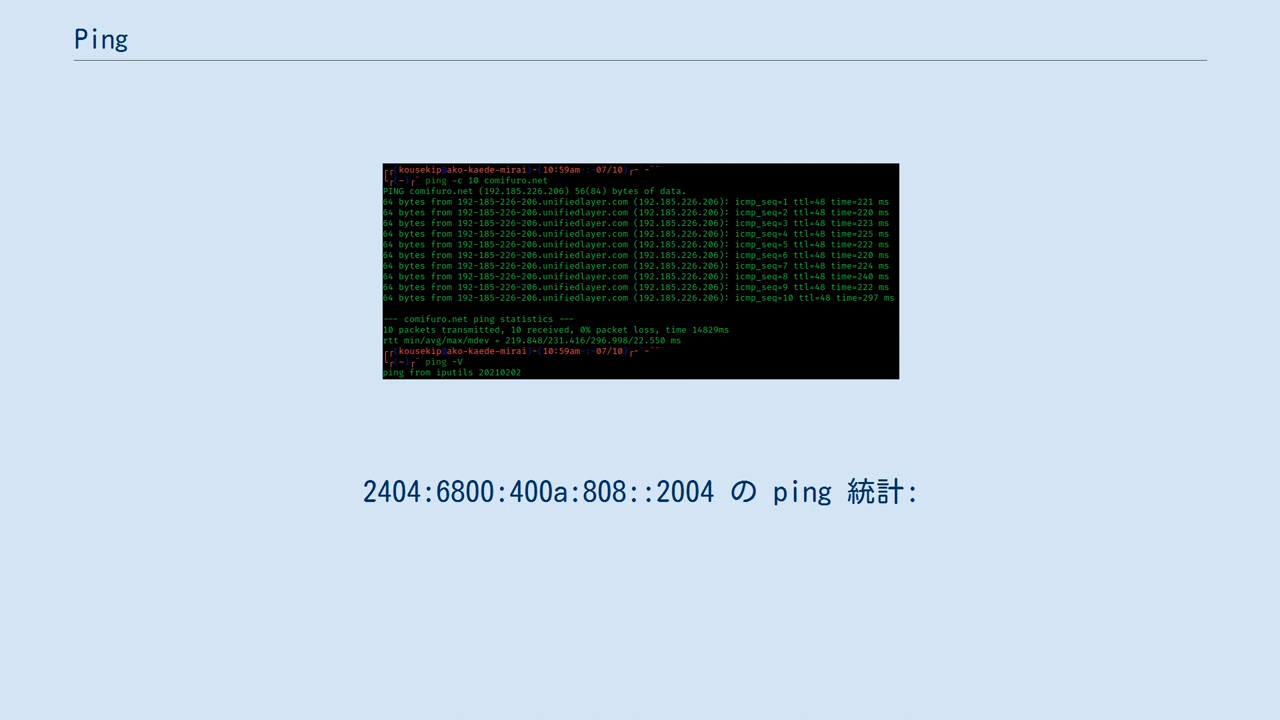 Ping
kousekip@ako-kaede-mirai - 10:59am -:- 07/10
ping -c 10 comifuro.net
PING comifuro.net (192.185.226.206) 56(84) bytes of data.
64 bytes from 192-185-226-206.unifiedlayer.com (192.185.226.206): icmp_seq=1 ttl=48 time=221 ms
64 bytes from 192-185-226-206.unifiedlayer.com (192.185.226.206): icmp_seq=2 ttl=48 time=220 ms
64 bytes from 192-185-226-206.unifiedlayer.com (192.185.226.206): icmp_seq=3 ttl=48 time=223 ms
64 bytes from 192-185-226-206.unifiedlayer.com (192.185.226.206): icmp_seq=4 ttl=48 time=225 ms
64 bytes from 192-185-226-206.unifiedlayer.com (192.185.226.206): icmp_seq=5 ttl=48 time=222 ms
64 bytes from 192-185-226-206.unifiedlayer.com (192.185.226.206): icmp_seq=6 ttl=48 time=220 ms
64 bytes from 192-185-226-206.unifiedlayer.com (192.185.226.206): icmp_seq=7 ttl=48 time=224 ms
64 bytes from 192-185-226-206.unifiedlayer.com (192.185.226.206): icmp_seq=8 ttl=48 time=240 ms
64 bytes from 192-185-226-206.unifiedlayer.com (192.185.226.206): icmp_seq=9 ttl=48 time=222 ms
64 bytes from 192-185-226-206.unifiedlayer.com (192.185.226.206): icmp_seq=10 ttl=48 time=297 ms
--- comifuro.net ping statistics ---
10 packets transmitted, 10 received, 0% packet loss, time 14829ms
rtt min/avg/max/mdev = 219.848/231.416/296.998/22.550 ms
kousekip@ako-kaede-mirai - 10:59am -:- 07/10
ping -V
ping from iputils 20210202
2404:6800:400a:808::2004 の ping 統計: